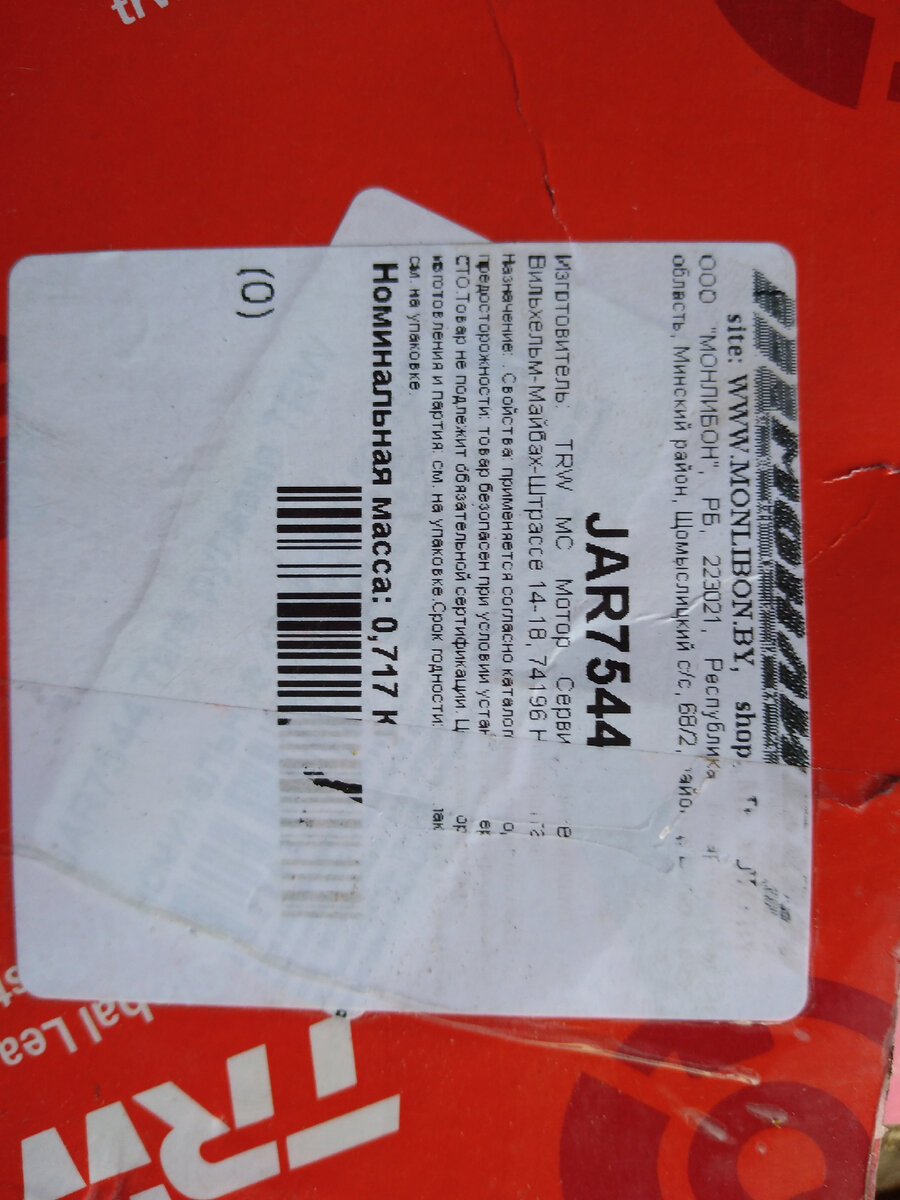 site: WWW.MONLIBON.BY, shop.
ООО "МОНЛИБОН", РБ, 223021, Республика
область, Минский район, Щомыслицкий с/с, 68/2,
JAR7544
Изготовитель: TRW МС Мотор Серви
Вильхельм-Майбах-Штрассе 14-18, 74196 Н
Назначение: . Свойства: применяется согласно каталог
предосторожности: товар безопасен при условии устан
СТО.Товар не подлежит обязательной сертификации. Ц
изготовления и партия: см. на упаковке.Срок годности:
см. на упаковке.
Номинальная масса: 0,717 к
(0)
TRW